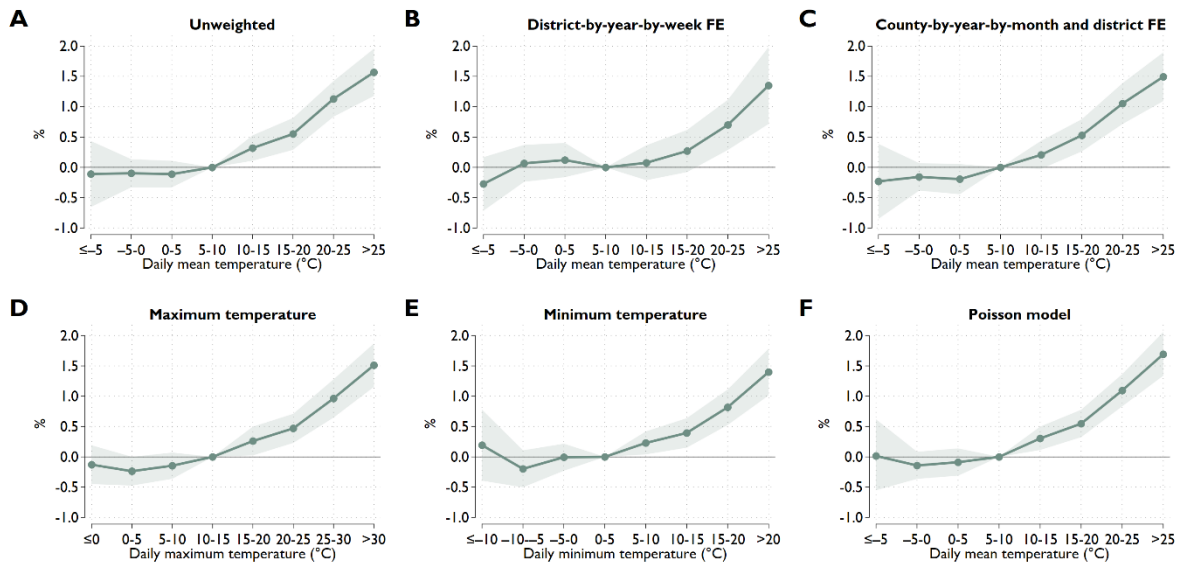 A
Unweighted
2.0
1.5
1.0
0.5
0.0
-0.5
-1.0
%
≤−5 −5-0 0-5 5-10 10-15 15-20 20-25 >25
Daily mean temperature (°C)
B
District-by-year-by-week FE
2.0
1.5
1.0
0.5
0.0
-0.5
-1.0
%
≤−5 −5-0 0-5 5-10 10-15 15-20 20-25 >25
Daily mean temperature (°C)
C
County-by-year-by-month and district FE
2.0
1.5
1.0
0.5
0.0
-0.5
-1.0
%
≤−5 −5-0 0-5 5-10 10-15 15-20 20-25 >25
Daily mean temperature (°C)
D
Maximum temperature
2.0
1.5
1.0
0.5
0.0
-0.5
-1.0
%
≤0 0-5 5-10 10-15 15-20 20-25 25-30 >30
Daily maximum temperature (°C)
E
Minimum temperature
2.0
1.5
1.0
0.5
0.0
-0.5
-1.0
%
≤−10 −10-−5 −5-0 0-5 5-10 10-15 15-20 >20
Daily minimum temperature (°C)
F
Poisson model
2.0
1.5
1.0
0.5
0.0
-0.5
-1.0
%
≤−5 −5-0 0-5 5-10 10-15 15-20 20-25 >25
Daily mean temperature (°C)